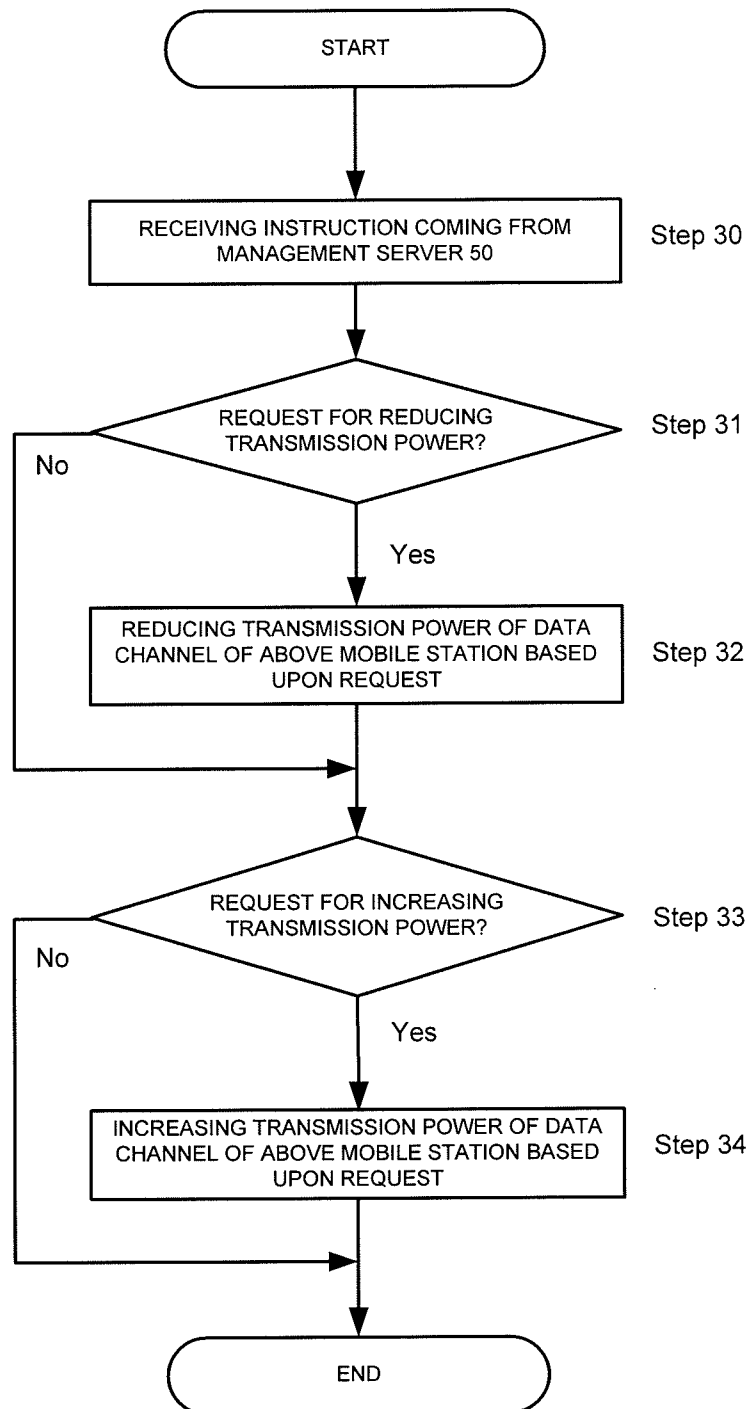 START
RECEIVING INSTRUCTION COMING FROM
MANAGEMENT SERVER 50
Step 30
REQUEST FOR REDUCING
TRANSMISSION POWER?
Step 31
No
Yes
REDUCING TRANSMISSION POWER OF DATA
CHANNEL OF ABOVE MOBILE STATION BASED
UPON REQUEST
Step 32
REQUEST FOR INCREASING
TRANSMISSION POWER?
Step 33
No
Yes
INCREASING TRANSMISSION POWER OF DATA
CHANNEL OF ABOVE MOBILE STATION BASED
UPON REQUEST
Step 34
END